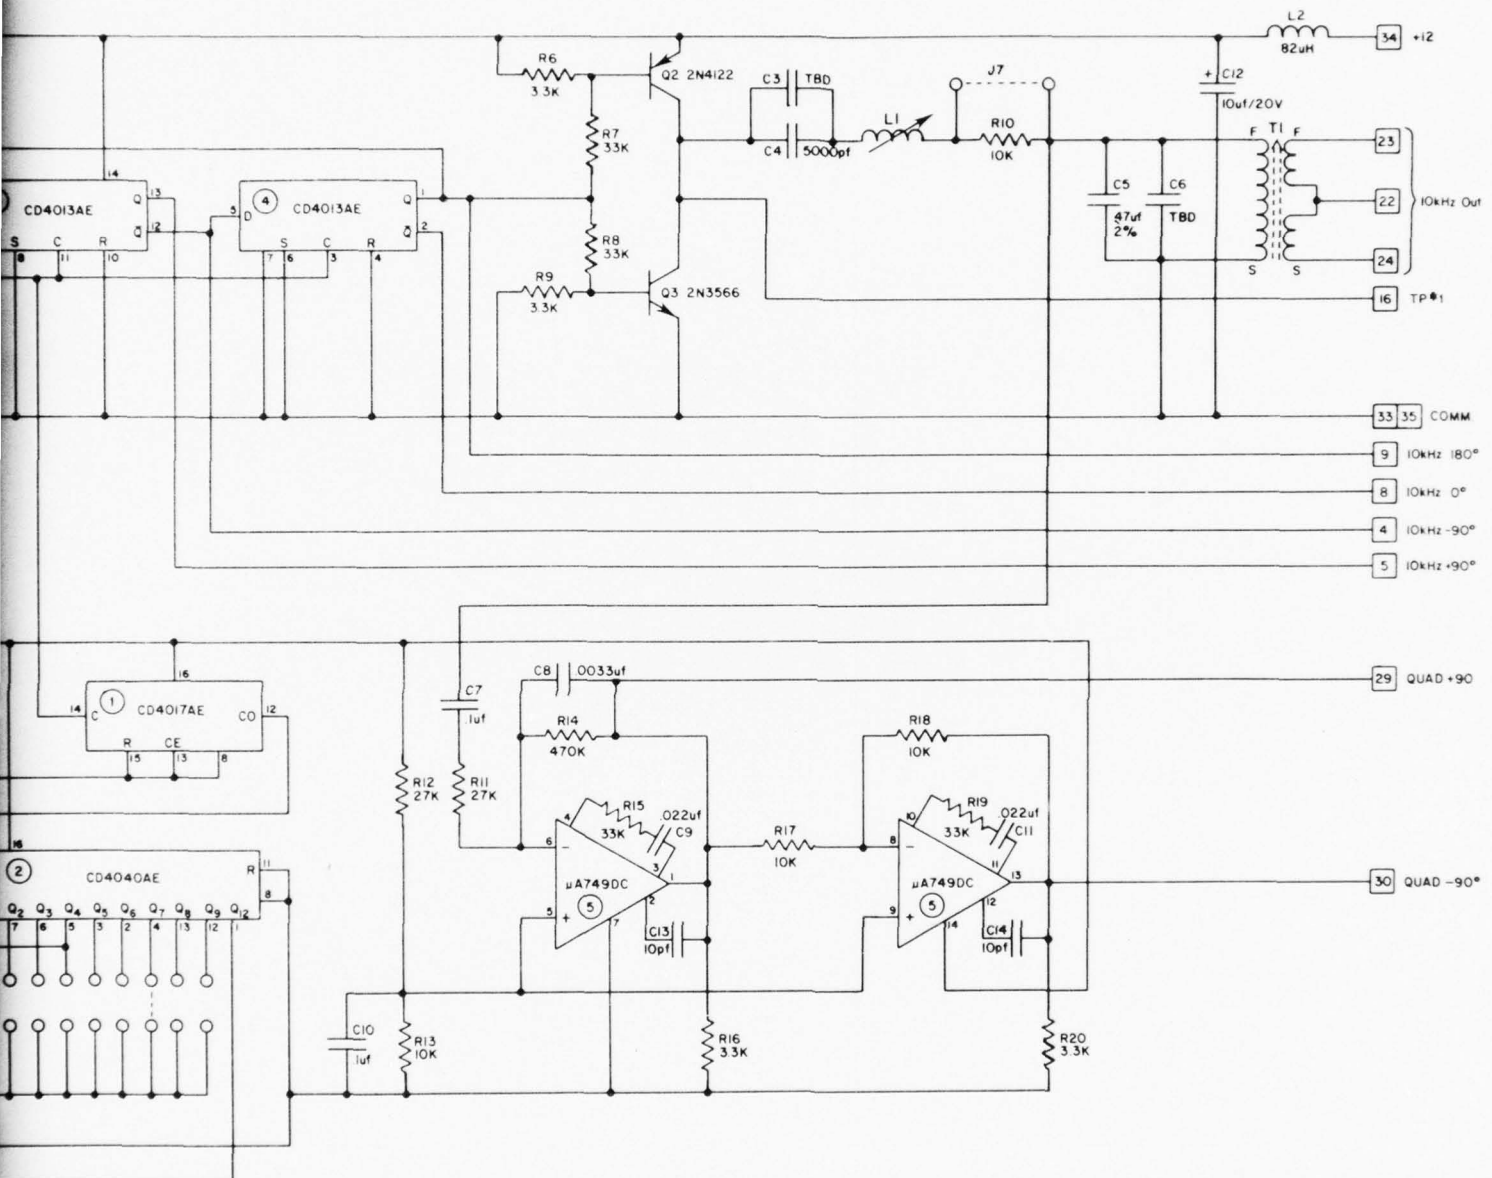 L2
82uH
34 +12
R6
3.3K
Q2 2N4122
C3 TBD
J7
+ C12
10uf/20V
R7
33K
C4 5000pf
L1
R10
10K
F T1 F
23
14
CD4013AE
Q 13
Q̄ 12
S C R
8 11 10
4
CD4013AE
5 D
Q 1
Q̄ 2
S C R
7 6 3 4
R8
33K
C5
.47uf
2%
C6
TBD
22
10kHz Out
R9
3.3K
Q3 2N3566
S S
24
16 TP#1
33 35 COMM
9 10kHz 180°
8 10kHz 0°
4 10kHz -90°
5 10kHz +90°
16
1
CD4017AE
14 C
CO 12
R CE
15 13 8
C8 .0033uf
29 QUAD +90
C7
.1uf
R14
470K
R18
10K
R12
27K
R11
27K
4
R15
33K
.022uf
C9
R17
10K
10
R19
33K
.022uf
C11
6 -
3
1
µA749DC
5
5 +
2
7
8 -
11
13
µA749DC
5
9 +
12
14
30 QUAD -90°
16
2
CD4040AE
R 11
8
Q2 Q3 Q4 Q5 Q6 Q7 Q8 Q9 Q12
7 6 5 3 2 4 13 12 1
C13
10pf
C14
10pf
C10
.1uf
R13
10K
R16
3.3K
R20
3.3K